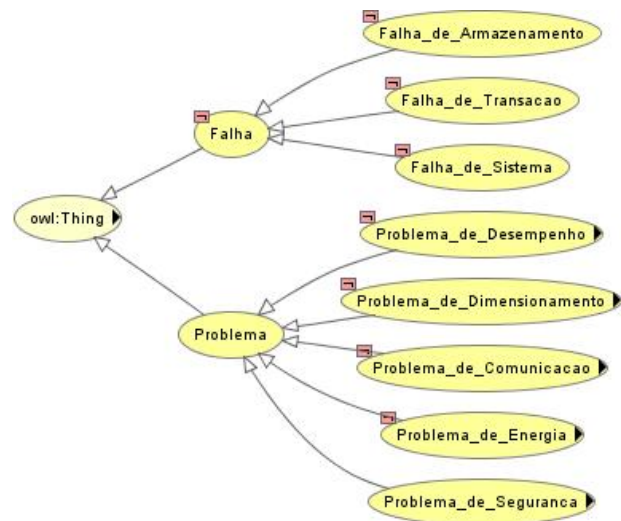 Falha_de_Armazenamento
Falha_de_Transacao
Falha
Falha_de_Sistema
owl:Thing
Problema_de_Desempenho
Problema_de_Dimensionamento
Problema
Problema_de_Comunicacao
Problema_de_Energia
Problema_de_Seguranca